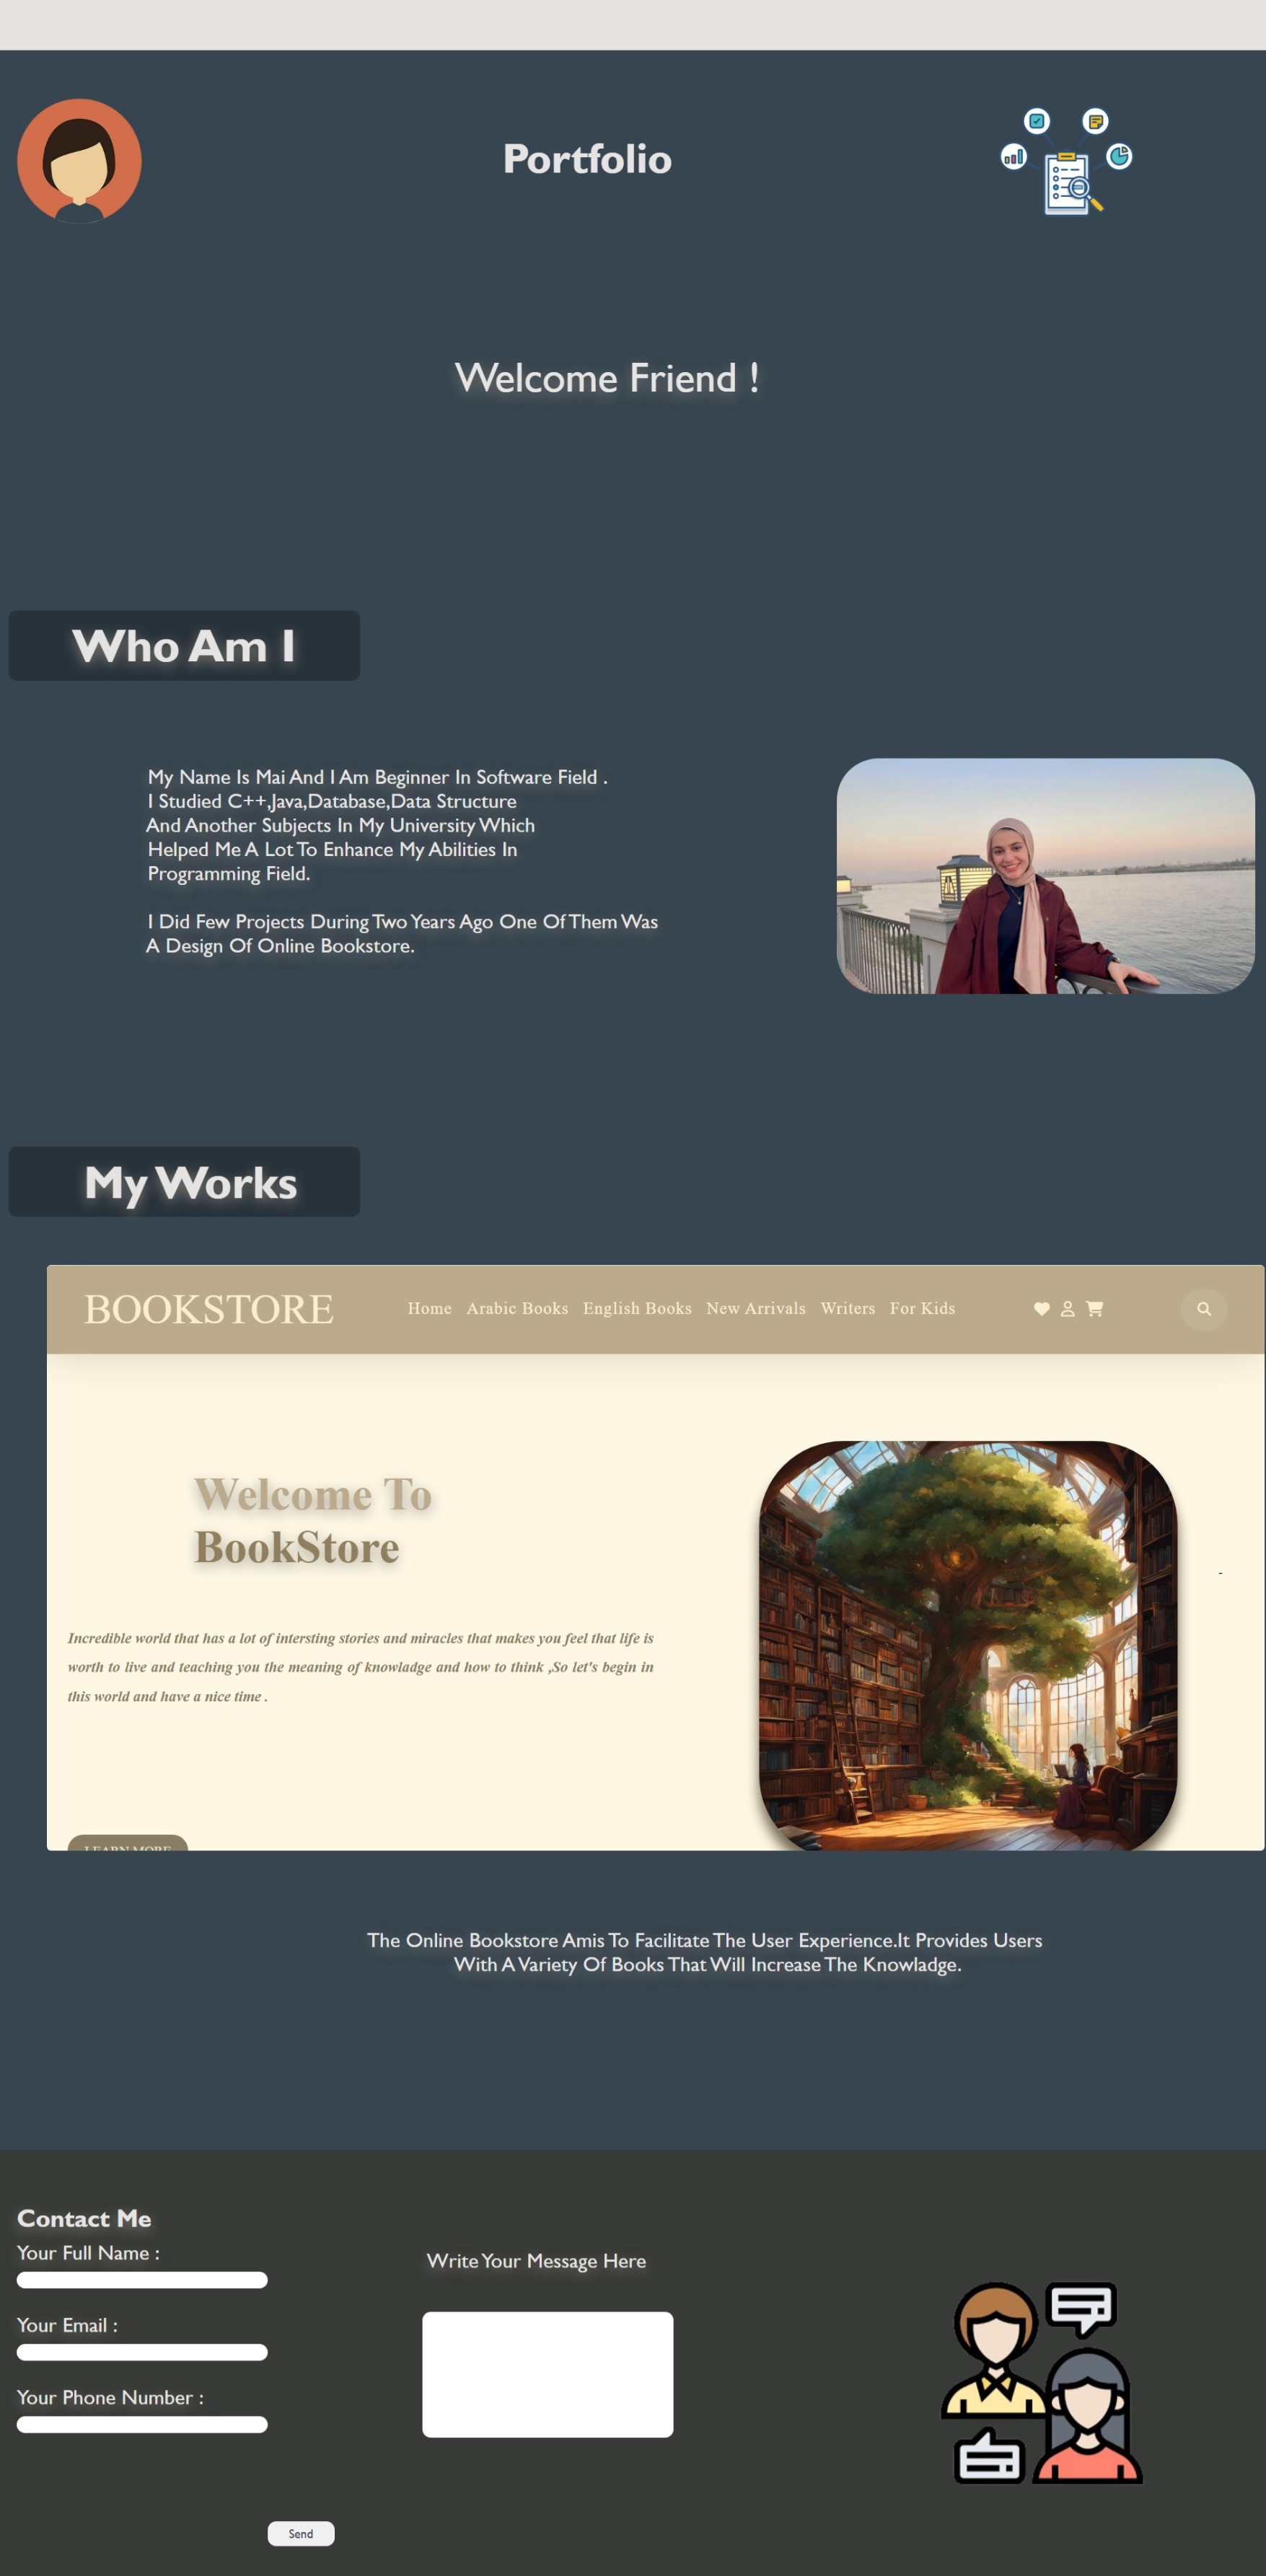 Portfolio
Welcome Friend !
Who Am I
My Name Is Mai And I Am Beginner In Software Field .
I Studied C++,Java,Database,Data Structure
And Another Subjects In My University Which
Helped Me A Lot To Enhance My Abilities In
Programming Field.
I Did Few Projects During Two Years Ago One Of Them Was
A Design Of Online Bookstore.
My Works
BOOKSTORE
Home Arabic Books English Books New Arrivals Writers For Kids
Welcome To
BookStore
Incredible world that has a lot of intersting stories and miracles that makes you feel that life is
worth to live and teaching you the meaning of knowladge and how to think ,So let's begin in
this world and have a nice time .
LEARN MORE
The Online Bookstore Amis To Facilitate The User Experience.It Provides Users
With A Variety Of Books That Will Increase The Knowladge.
Contact Me
Your Full Name :
Your Email :
Your Phone Number :
Write Your Message Here
Send